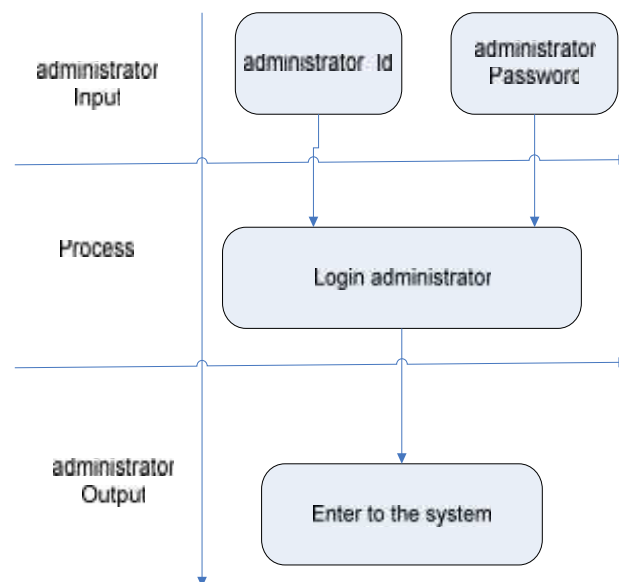 administrator
Input
administrator Id
administrator
Password
Process
Login administrator
administrator
Output
Enter to the system